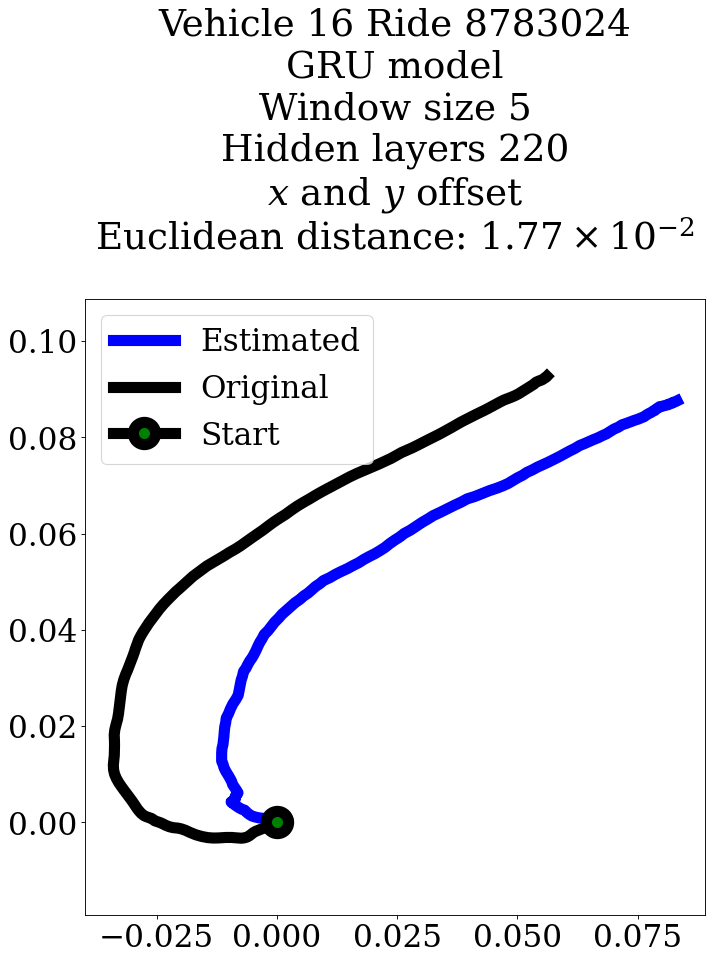 Vehicle 16 Ride 8783024
GRU model
Window size 5
Hidden layers 220
x and y offset
Euclidean distance: 1.77 × 10⁻²
Estimated
Original
Start
0.10
0.08
0.06
0.04
0.02
0.00
−0.025 0.000 0.025 0.050 0.075